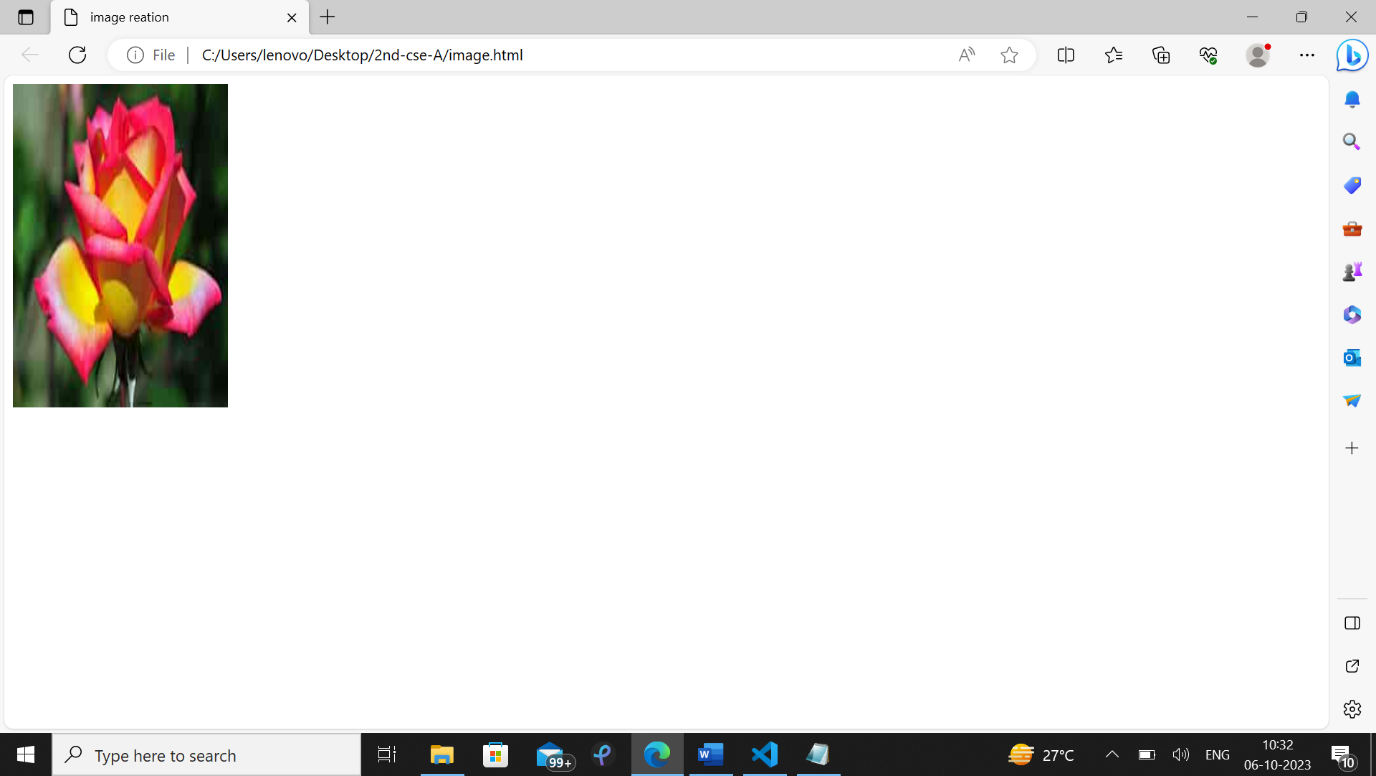 image reation
File
C:/Users/lenovo/Desktop/2nd-cse-A/image.html
Type here to search
99+
27°C
ENG
10:32
06-10-2023
10